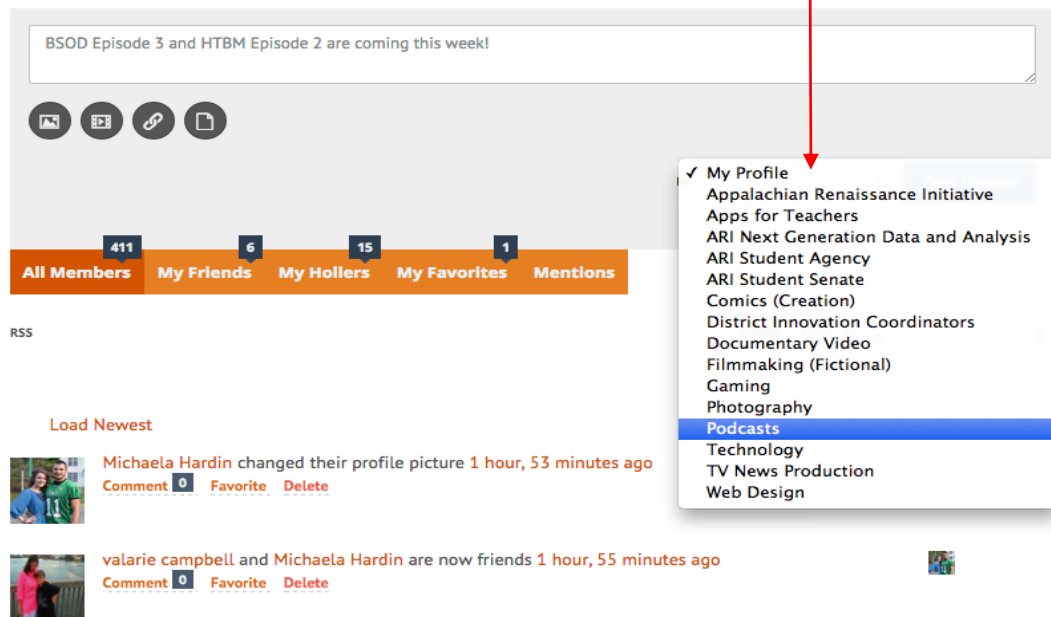 BSOD Episode 3 and HTBM Episode 2 are coming this week!
✓ My Profile
Appalachian Renaissance Initiative
Apps for Teachers
ARI Next Generation Data and Analysis
ARI Student Agency
ARI Student Senate
Comics (Creation)
District Innovation Coordinators
Documentary Video
Filmmaking (Fictional)
Gaming
Photography
Podcasts
Technology
TV News Production
Web Design
411 6 15 1
All Members My Friends My Hollers My Favorites Mentions
RSS
Load Newest
Michaela Hardin changed their profile picture 1 hour, 53 minutes ago
Comment 0 Favorite Delete
valarie campbell and Michaela Hardin are now friends 1 hour, 55 minutes ago
Comment 0 Favorite Delete